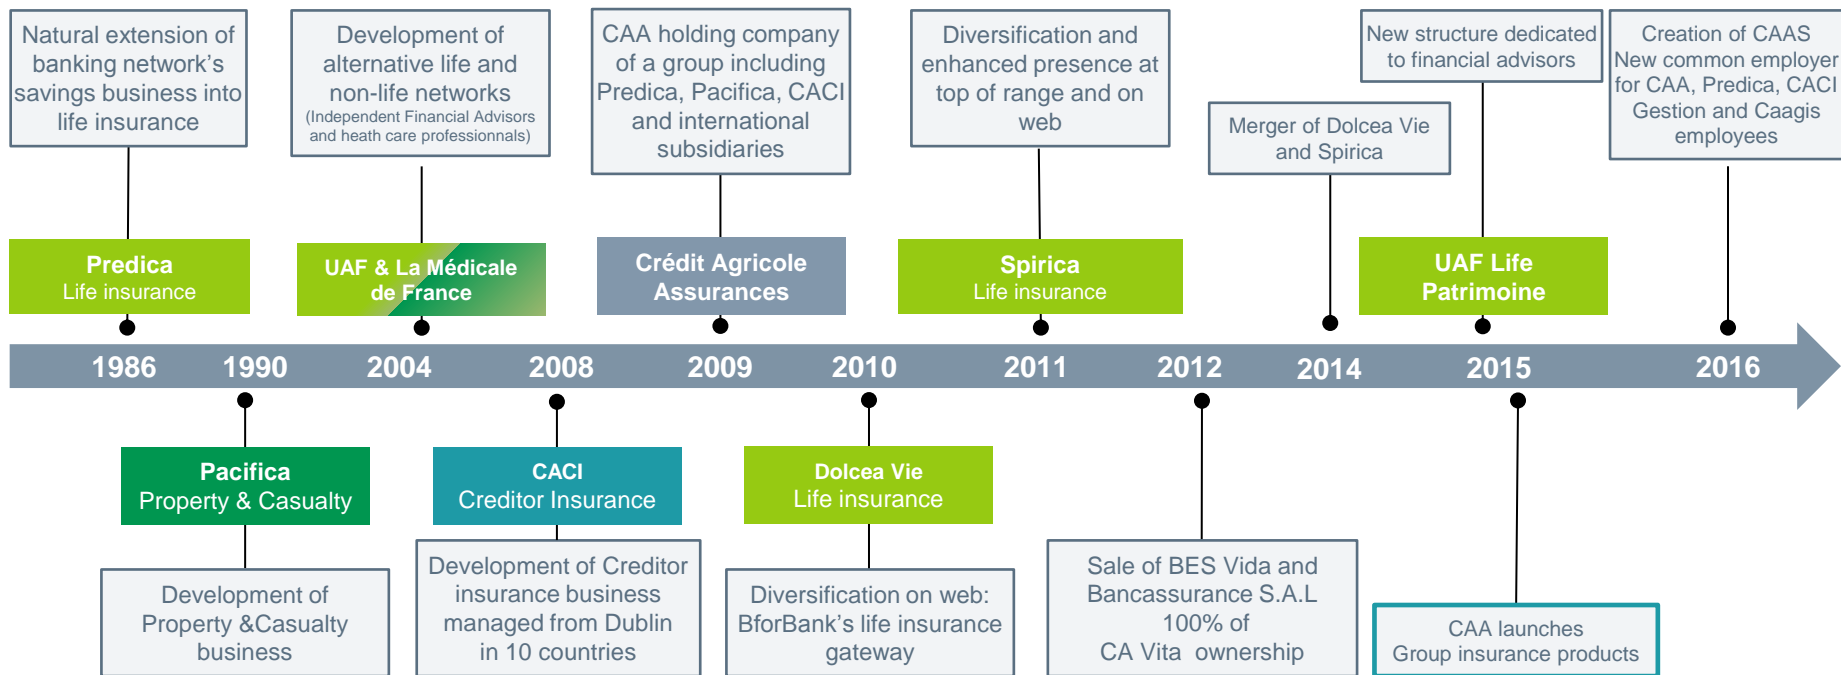 Natural extension of
banking network's
savings business into
life insurance
Development of
alternative life and
non-life networks
(Independent Financial Advisors
and heath care professionnals)
CAA holding company
of a group including
Predica, Pacifica, CACI
and international
subsidiaries
Diversification and
enhanced presence at
top of range and on
web
Merger of Dolcea Vie
and Spirica
New structure dedicated
to financial advisors
Creation of CAAS
New common employer
for CAA, Predica, CACI
Gestion and Caagis
employees
Predica
Life insurance
UAF & La Médicale
de France
Crédit Agricole
Assurances
Spirica
Life insurance
UAF Life
Patrimoine
1986 1990 2004 2008 2009 2010 2011 2012 2014 2015 2016
Pacifica
Property & Casualty
CACI
Creditor Insurance
Dolcea Vie
Life insurance
Development of
Property &Casualty
business
Development of Creditor
insurance business
managed from Dublin
in 10 countries
Diversification on web:
BforBank's life insurance
gateway
Sale of BES Vida and
Bancassurance S.A.L
100% of
CA Vita ownership
CAA launches
Group insurance products